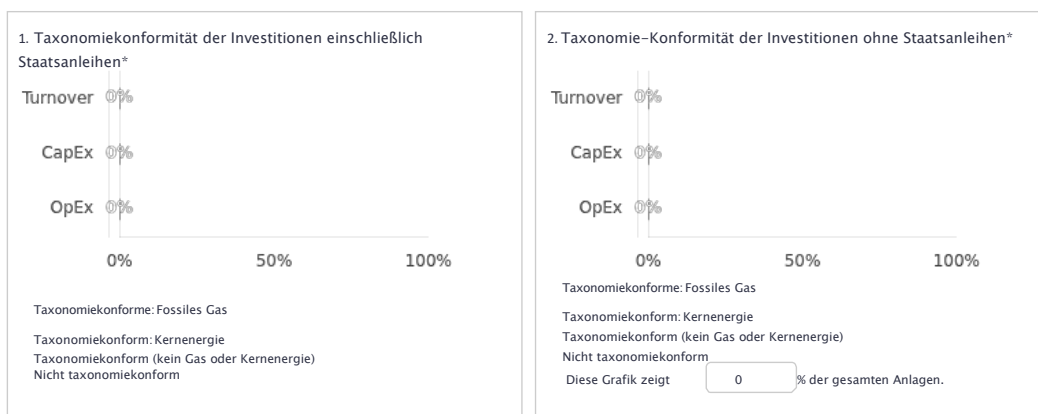 1. Taxonomiekonformität der Investitionen einschließlich
Staatsanleihen*
Turnover 0%
CapEx 0%
OpEx 0%
0% 50% 100%
Taxonomiekonforme: Fossiles Gas
Taxonomiekonform: Kernenergie
Taxonomiekonform (kein Gas oder Kernenergie)
Nicht taxonomiekonform
2. Taxonomie-Konformität der Investitionen ohne Staatsanleihen*
Turnover 0%
CapEx 0%
OpEx 0%
0% 50% 100%
Taxonomiekonforme: Fossiles Gas
Taxonomiekonform: Kernenergie
Taxonomiekonform (kein Gas oder Kernenergie)
Nicht taxonomiekonform
Diese Grafik zeigt 0 % der gesamten Anlagen.